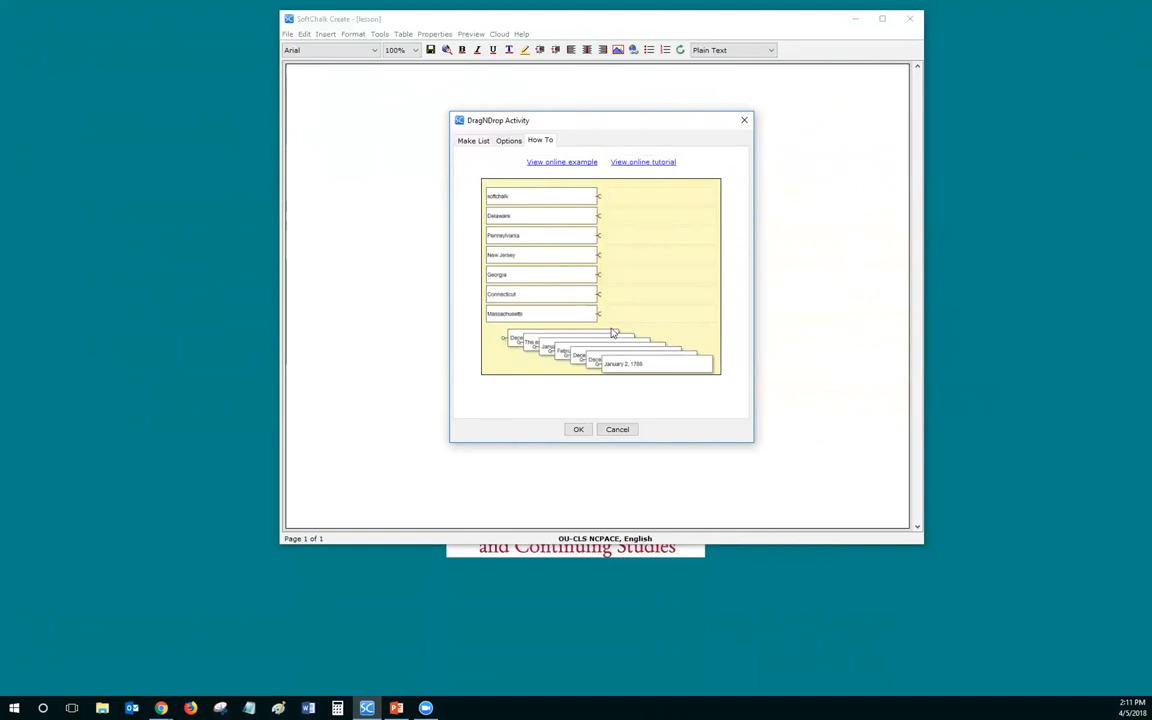 SoftChalk Create - [lesson]
File Edit Insert Format Tools Table Properties Preview Cloud Help
Arial 100% B I U T Plain Text
DragNDrop Activity
Make List Options How To
View online example View online tutorial
softchalk
Delaware
Pennsylvania
New Jersey
Georgia
Connecticut
Massachusetts
January 2, 1788
OK Cancel
Page 1 of 1 OU-CLS NCPACE, English
and Continuing Studies
2:11 PM
4/5/2018